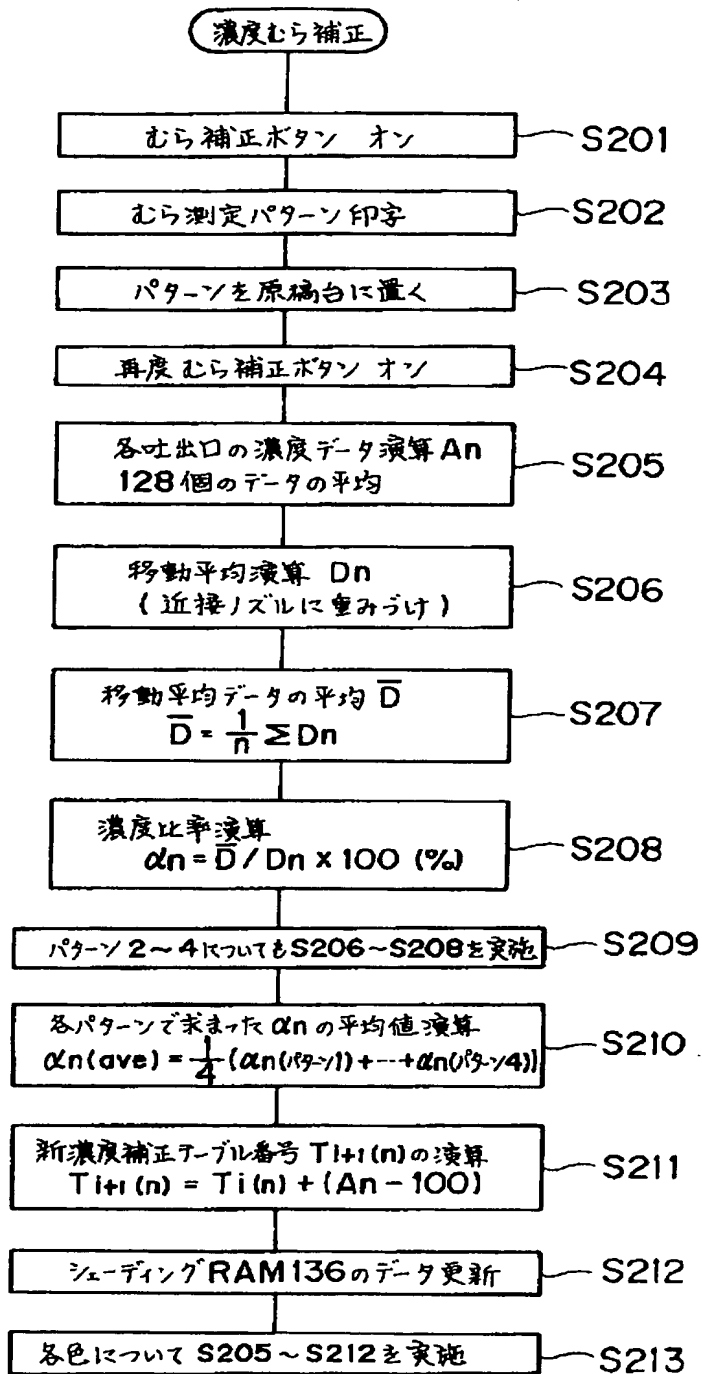 濃度むら補正
むら補正ボタン オン
S201
むら測定パターン印字
S202
パターンを原稿台に置く
S203
再度むら補正ボタン オン
S204
各吐出口の濃度データ演算 An
128個のデータの平均
S205
移動平均演算 Dn
(近接ノズルに重みづけ)
S206
移動平均データの平均 D̅
D̅ = 1/n ΣDn
S207
濃度比率演算
αn = D̅ / Dn × 100 (%)
S208
パターン2～4についてもS206～S208を実施
S209
各パターンで求まったαnの平均値演算
αn(ave) = 1/4 (αn(パターン1)) + --- + αn(パターン4))
S210
新濃度補正テーブル番号 Ti+1(n)の演算
Ti+1(n) = Ti(n) + (An - 100)
S211
シェーディングRAM136のデータ更新
S212
各色について S205～S212を実施
S213